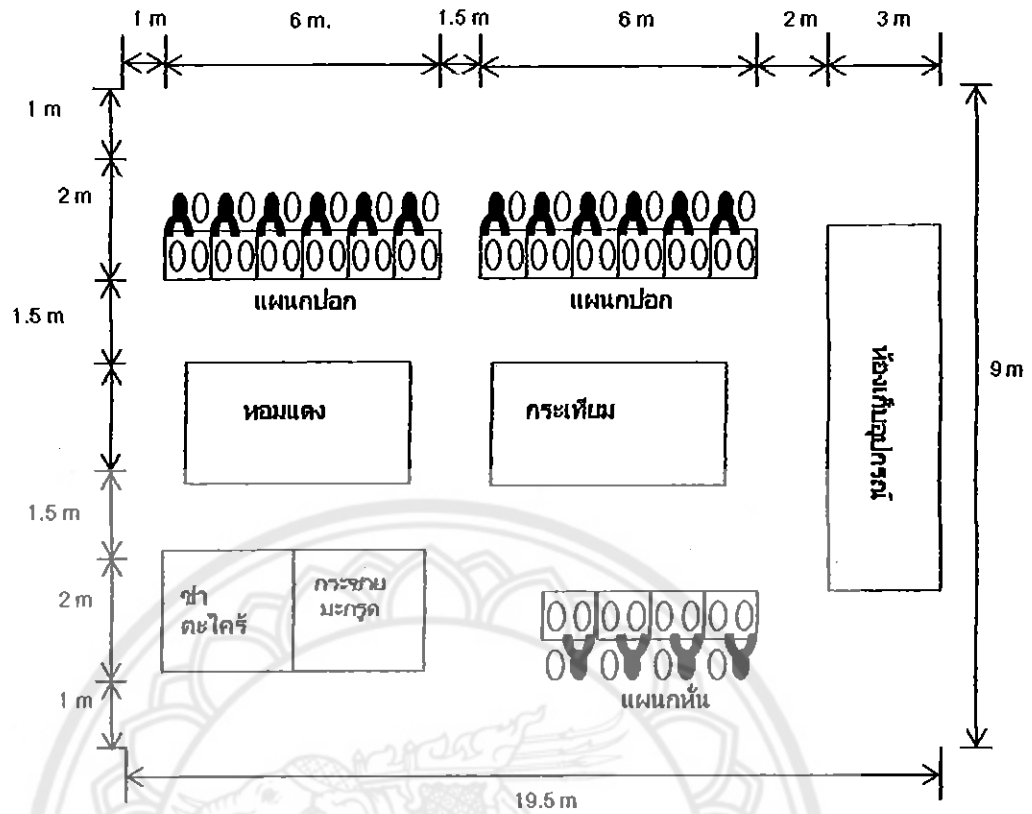 1 m
6 m.
1.5 m
6 m
2 m
3 m
1 m
2 m
แผนกปอก
แผนกปอก
1.5 m
9 m
หอมแดง
กระเทียม
ห้องเก็บอุปกรณ์
1.5 m
2 m
ข่า
ตะไคร้
กระชาย
มะกรูด
แผนกหั่น
1 m
19.5 m